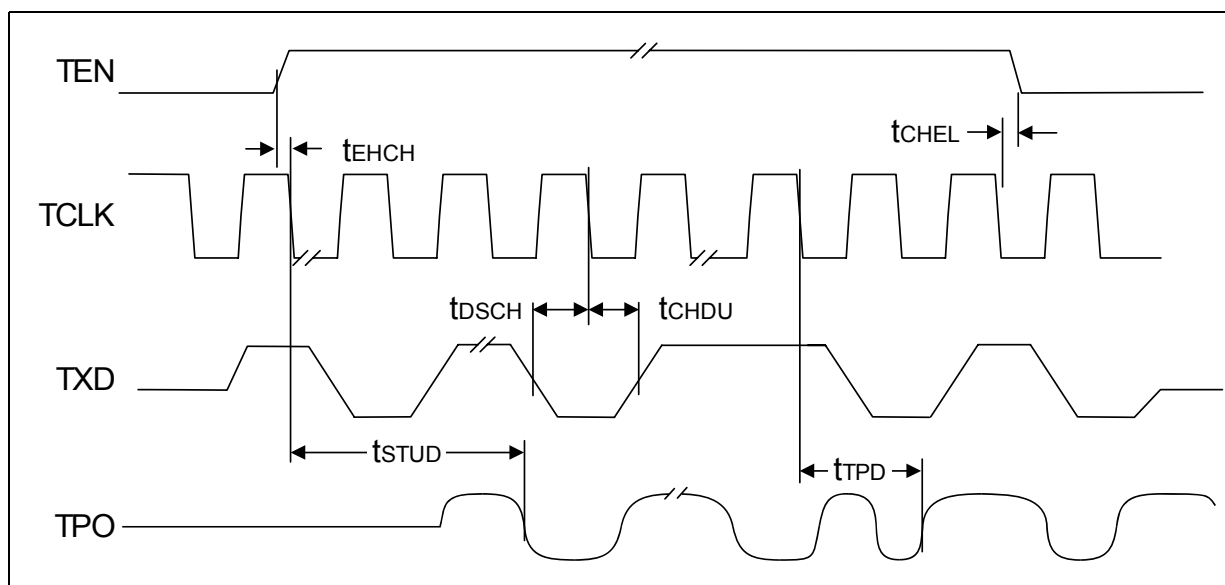 TEN
tCHEL
tEHCH
TCLK
tDSCH
tCHDU
TXD
tSTUD
tTPD
TPO